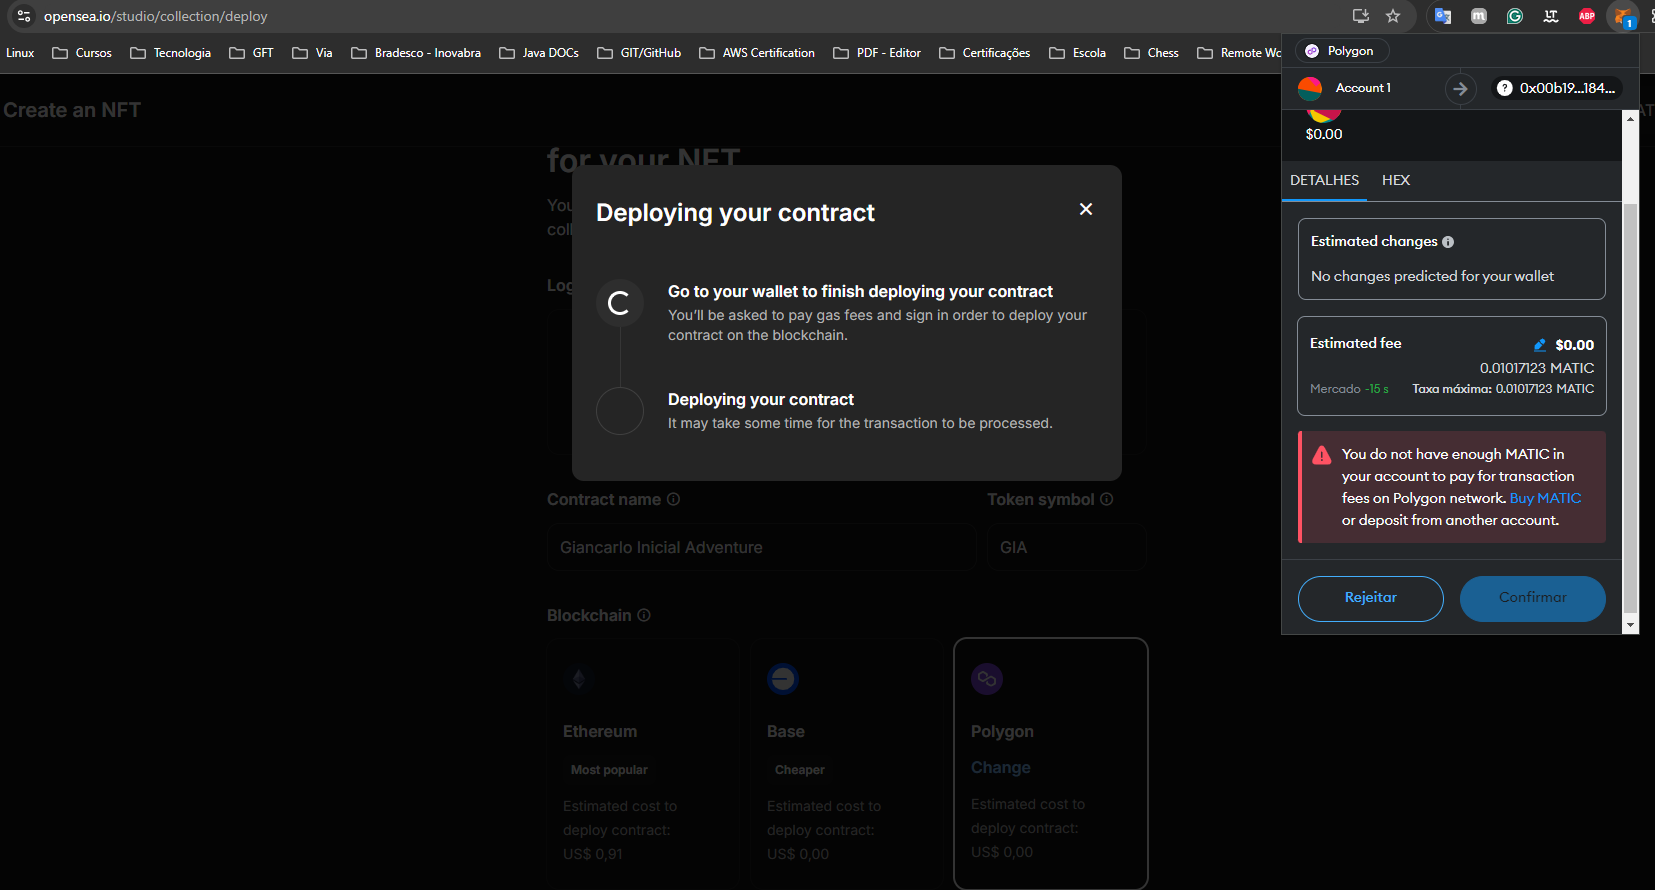 opensea.io/studio/collection/deploy
ABP
1
Linux
Cursos
Tecnologia
GFT
Via
Bradesco - Inovabra
Java DOCs
GIT/GitHub
AWS Certification
PDF - Editor
Certificações
Escola
Chess
Remote Wo
Create an NFT
for your NFT
You
coll
Log
Deploying your contract
Go to your wallet to finish deploying your contract
You'll be asked to pay gas fees and sign in order to deploy your
contract on the blockchain.
Deploying your contract
It may take some time for the transaction to be processed.
Contract name
Token symbol
Giancarlo Inicial Adventure
GIA
Blockchain
Ethereum
Most popular
Estimated cost to
deploy contract:
US$ 0,91
Base
Cheaper
Estimated cost to
deploy contract:
US$ 0,00
Polygon
Change
Estimated cost to
deploy contract:
US$ 0,00
Polygon
Account 1
0x00b19...184...
$0.00
DETALHES
HEX
Estimated changes
No changes predicted for your wallet
Estimated fee
$0.00
0.01017123 MATIC
Mercado ~15 s
Taxa máxima: 0.01017123 MATIC
You do not have enough MATIC in
your account to pay for transaction
fees on Polygon network. Buy MATIC
or deposit from another account.
Rejeitar
Confirmar